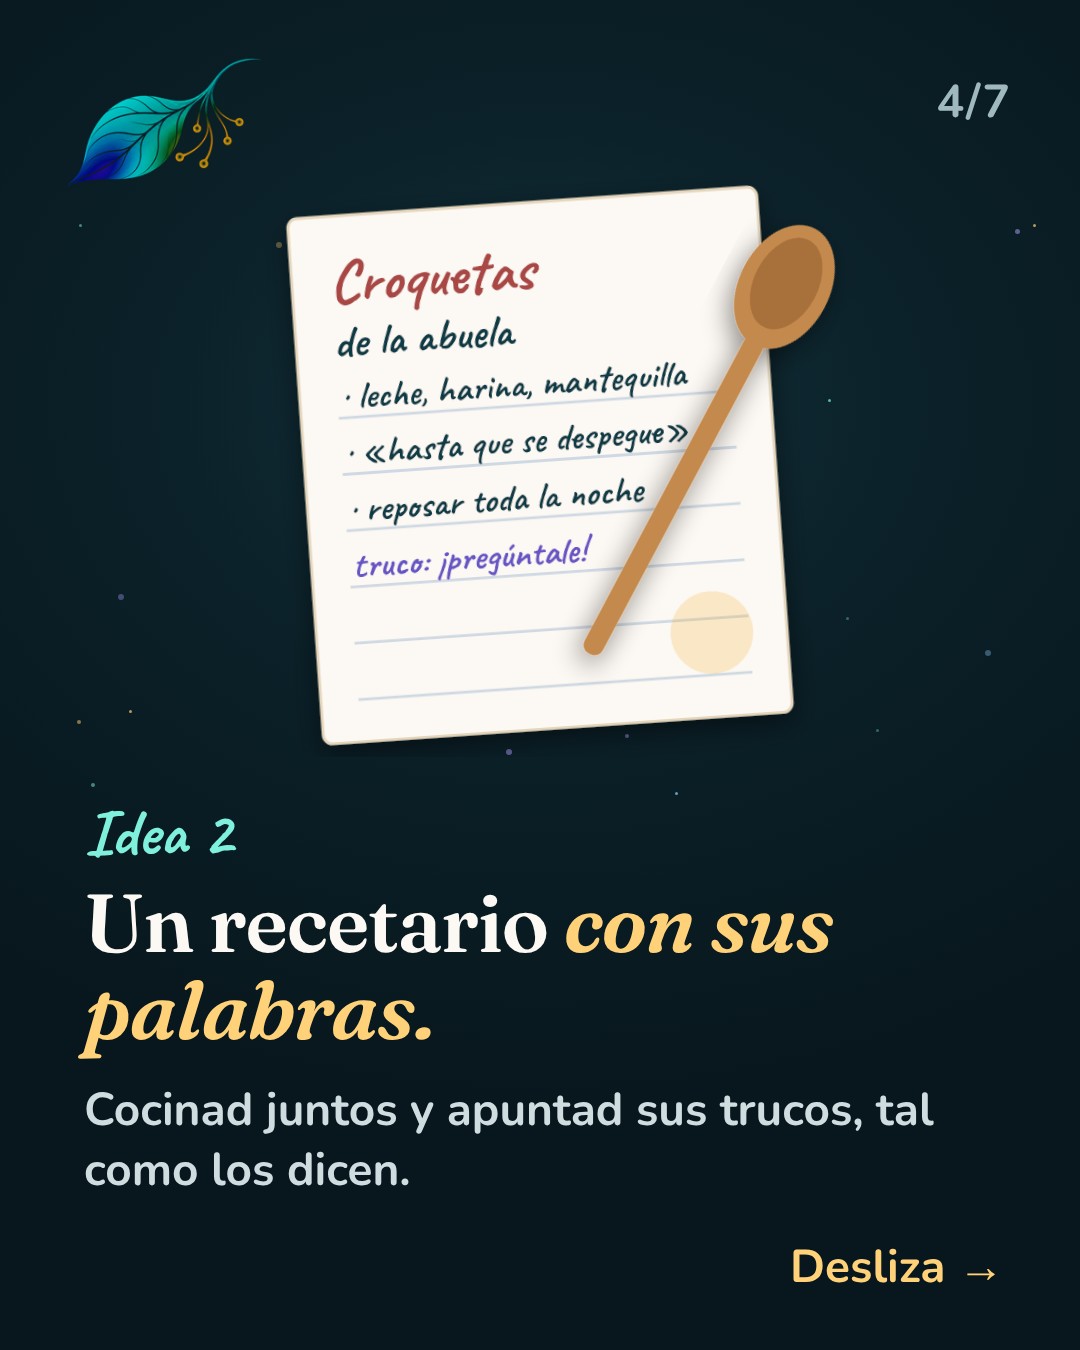 4/7
Croquetas
de la abuela
· leche, harina, mantequilla
· «hasta que se despegue»
· reposar toda la noche
truco: ¡pregúntale!
Idea 2
Un recetario con sus
palabras.
Cocinad juntos y apuntad sus trucos, tal
como los dicen.
Desliza →